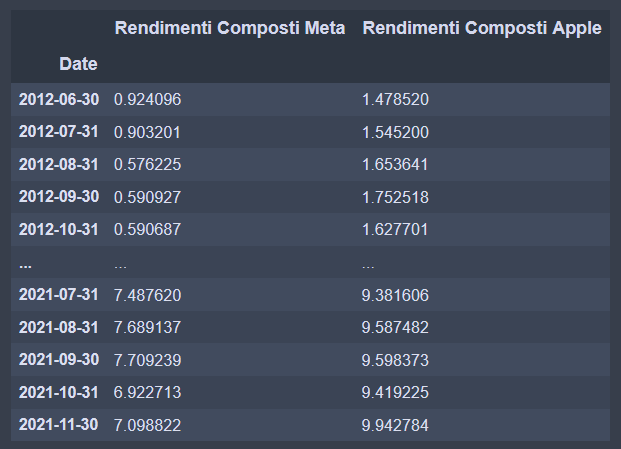 Rendimenti Composti Meta Rendimenti Composti Apple
Date
2012-06-30 0.924096 1.478520
2012-07-31 0.903201 1.545200
2012-08-31 0.576225 1.653641
2012-09-30 0.590927 1.752518
2012-10-31 0.590687 1.627701
... ... ...
2021-07-31 7.487620 9.381606
2021-08-31 7.689137 9.587482
2021-09-30 7.709239 9.598373
2021-10-31 6.922713 9.419225
2021-11-30 7.098822 9.942784